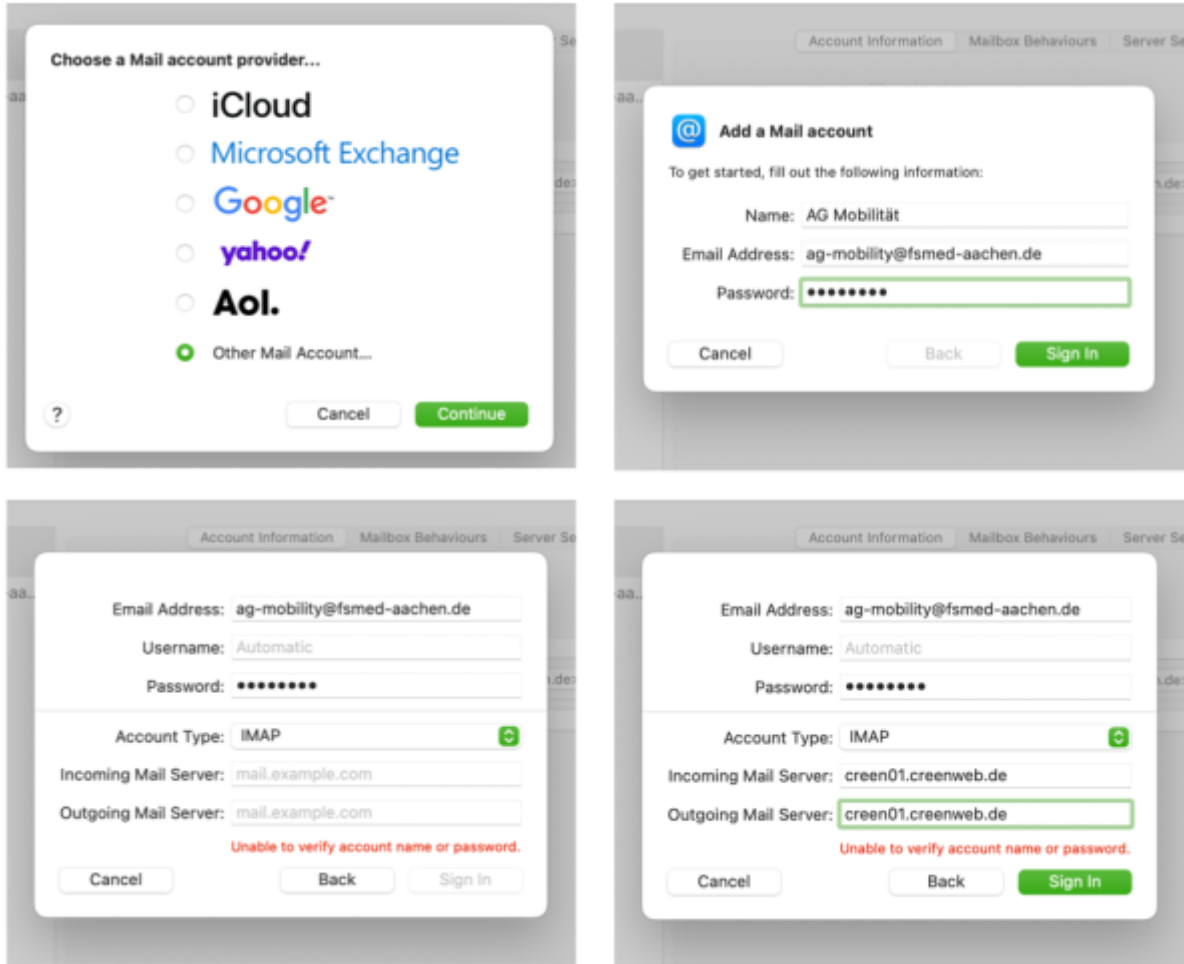 Choose a Mail account provider...
iCloud
Microsoft Exchange
Google
yahoo!
Aol.
Other Mail Account...
?
Cancel
Continue
Account Information
Mailbox Behaviours
Server Se
@
Add a Mail account
To get started, fill out the following information:
Name: AG Mobilität
Email Address: ag-mobility@fsmed-aachen.de
Password: ••••••••
Cancel
Back
Sign In
Account Information
Mailbox Behaviours
Server Se
Email Address: ag-mobility@fsmed-aachen.de
Username: Automatic
Password: ••••••••
Account Type: IMAP
Incoming Mail Server: mail.example.com
Outgoing Mail Server: mail.example.com
Unable to verify account name or password.
Cancel
Back
Sign In
Account Information
Mailbox Behaviours
Server Se
Email Address: ag-mobility@fsmed-aachen.de
Username: Automatic
Password: ••••••••
Account Type: IMAP
Incoming Mail Server: creen01.creenweb.de
Outgoing Mail Server: creen01.creenweb.de
Unable to verify account name or password.
Cancel
Back
Sign In